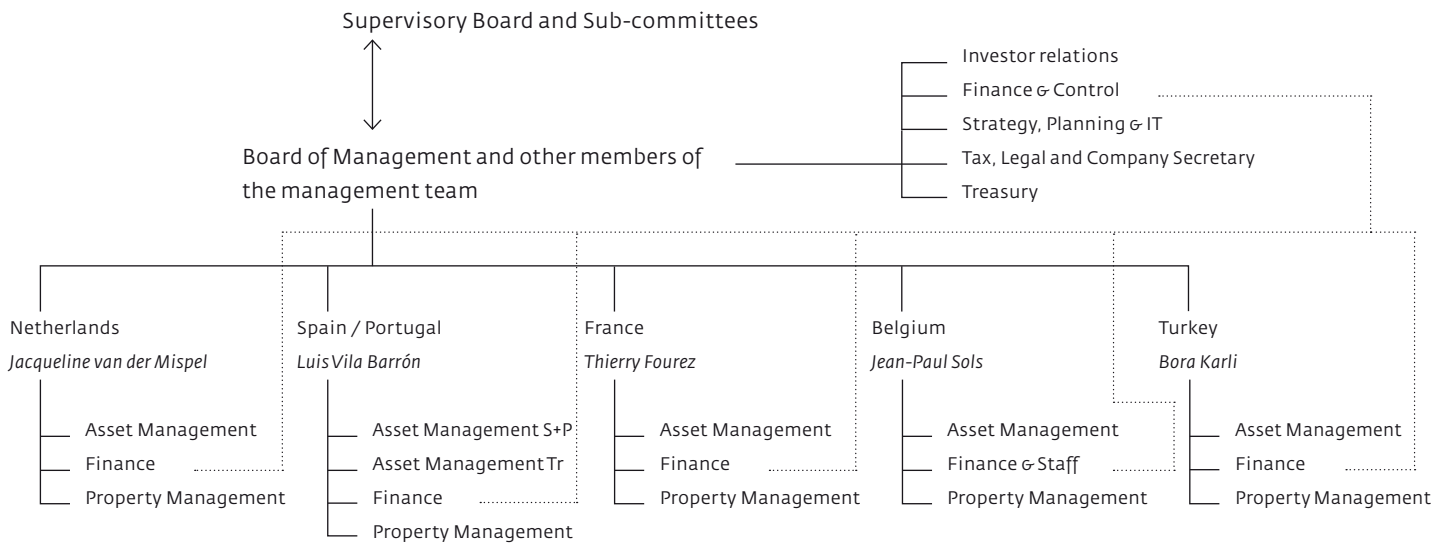 Supervisory Board and Sub-committees
Investor relations
Finance & Control
Strategy, Planning & IT
Board of Management and other members of
the management team
Tax, Legal and Company Secretary
Treasury
Netherlands
Jacqueline van der Mispel
Asset Management
Finance
Property Management
Spain / Portugal
Luis Vila Barrón
Asset Management S+P
Asset Management Tr
Finance
Property Management
France
Thierry Fourez
Asset Management
Finance
Property Management
Belgium
Jean-Paul Sols
Asset Management
Finance & Staff
Property Management
Turkey
Bora Karli
Asset Management
Finance
Property Management